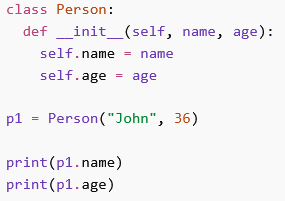 class Person:
  def __init__(self, name, age):
    self.name = name
    self.age = age

p1 = Person("John", 36)

print(p1.name)
print(p1.age)